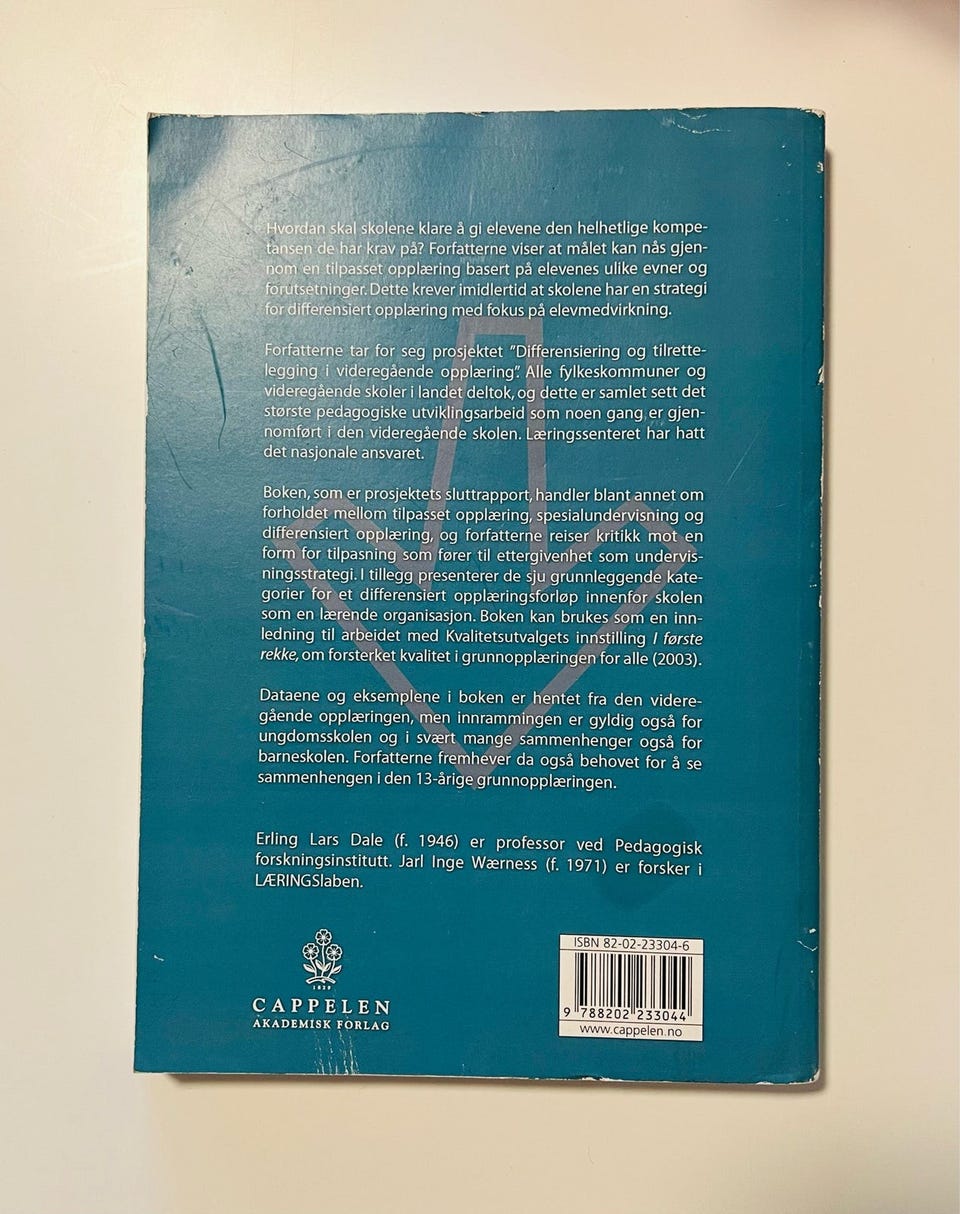 Hvordan skal skolene klare å gi elevene den helhetlige kompe-
tansen de har krav på? Forfatterne viser at målet kan nås gjen-
nom en tilpasset opplæring basert på elevenes ulike evner og
forutsetninger. Dette krever imidlertid at skolene har en strategi
for differensiert opplæring med fokus på elevmedvirkning.
Forfatterne tar for seg prosjektet ”Differensiering og tilrette-
legging i videregående opplæring”. Alle fylkeskommuner og
videregående skoler i landet deltok, og dette er samlet sett det
største pedagogiske utviklingsarbeid som noen gang er gjen-
nomført i den videregående skolen. Læringssenteret har hatt
det nasjonale ansvaret.
Boken, som er prosjektets sluttrapport, handler blant annet om
forholdet mellom tilpasset opplæring, spesialundervisning og
differensiert opplæring, og forfatterne reiser kritikk mot en
form for tilpasning som fører til ettergivenhet som undervis-
ningsstrategi. I tillegg presenterer de sju grunnleggende kate-
gorier for et differensiert opplæringsforløp innenfor skolen
som en lærende organisasjon. Boken kan brukes som en inn-
ledning til arbeidet med Kvalitetsutvalgets innstilling I første
rekke, om forsterket kvalitet i grunnopplæringen for alle (2003).
Dataene og eksemplene i boken er hentet fra den videre-
gående opplæringen, men innrammingen er gyldig også for
ungdomsskolen og i svært mange sammenhenger også for
barneskolen. Forfatterne fremhever da også behovet for å se
sammenhengen i den 13-årige grunnopplæringen.
Erling Lars Dale (f. 1946) er professor ved Pedagogisk
forskningsinstitutt. Jarl Inge Wærness (f. 1971) er forsker i
LÆRINGSlaben.
1829
CAPPELEN
AKADEMISK FORLAG
ISBN 82-02-23304-6
9 788202 233044
www.cappelen.no